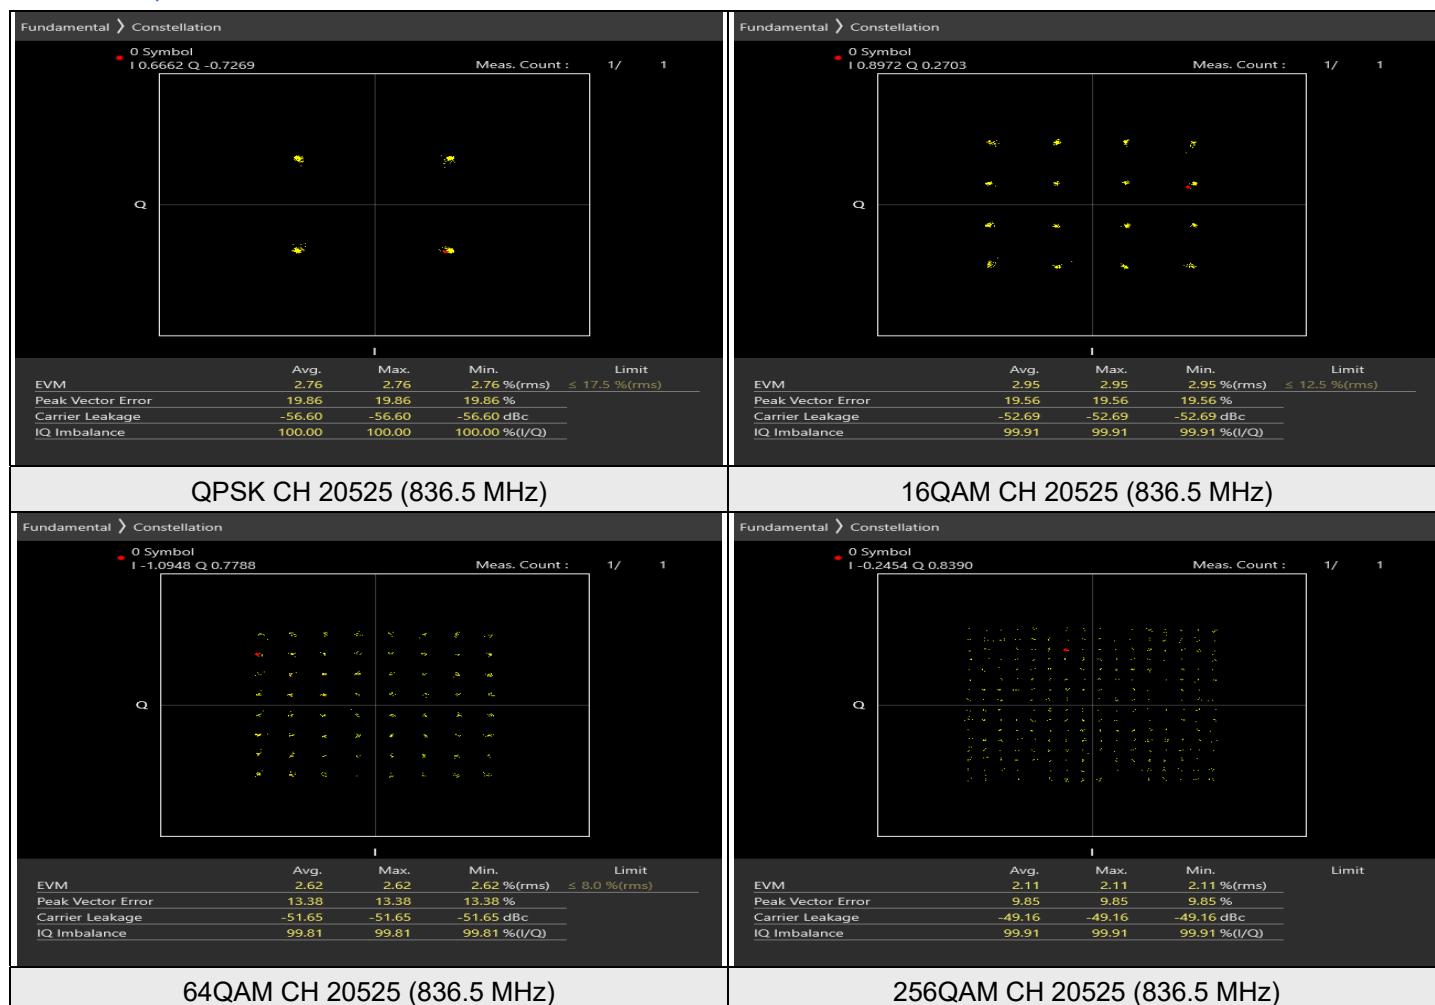 Fundamental ❯ Constellation
0 Symbol
I 0.6662 Q -0.7269 Meas. Count : 1/ 1
Q
I
Avg. Max. Min. Limit
EVM 2.76 2.76 2.76 %(rms) ≤ 17.5 %(rms)
Peak Vector Error 19.86 19.86 19.86 %
Carrier Leakage -56.60 -56.60 -56.60 dBc
IQ Imbalance 100.00 100.00 100.00 %(I/Q)
QPSK CH 20525 (836.5 MHz)
Fundamental ❯ Constellation
0 Symbol
I 0.8972 Q 0.2703 Meas. Count : 1/ 1
Q
I
Avg. Max. Min. Limit
EVM 2.95 2.95 2.95 %(rms) ≤ 12.5 %(rms)
Peak Vector Error 19.56 19.56 19.56 %
Carrier Leakage -52.69 -52.69 -52.69 dBc
IQ Imbalance 99.91 99.91 99.91 %(I/Q)
16QAM CH 20525 (836.5 MHz)
Fundamental ❯ Constellation
0 Symbol
I -1.0948 Q 0.7788 Meas. Count : 1/ 1
Q
I
Avg. Max. Min. Limit
EVM 2.62 2.62 2.62 %(rms) ≤ 8.0 %(rms)
Peak Vector Error 13.38 13.38 13.38 %
Carrier Leakage -51.65 -51.65 -51.65 dBc
IQ Imbalance 99.81 99.81 99.81 %(I/Q)
64QAM CH 20525 (836.5 MHz)
Fundamental ❯ Constellation
0 Symbol
I -0.2454 Q 0.8390 Meas. Count : 1/ 1
Q
I
Avg. Max. Min. Limit
EVM 2.11 2.11 2.11 %(rms)
Peak Vector Error 9.85 9.85 9.85 %
Carrier Leakage -49.16 -49.16 -49.16 dBc
IQ Imbalance 99.91 99.91 99.91 %(I/Q)
256QAM CH 20525 (836.5 MHz)